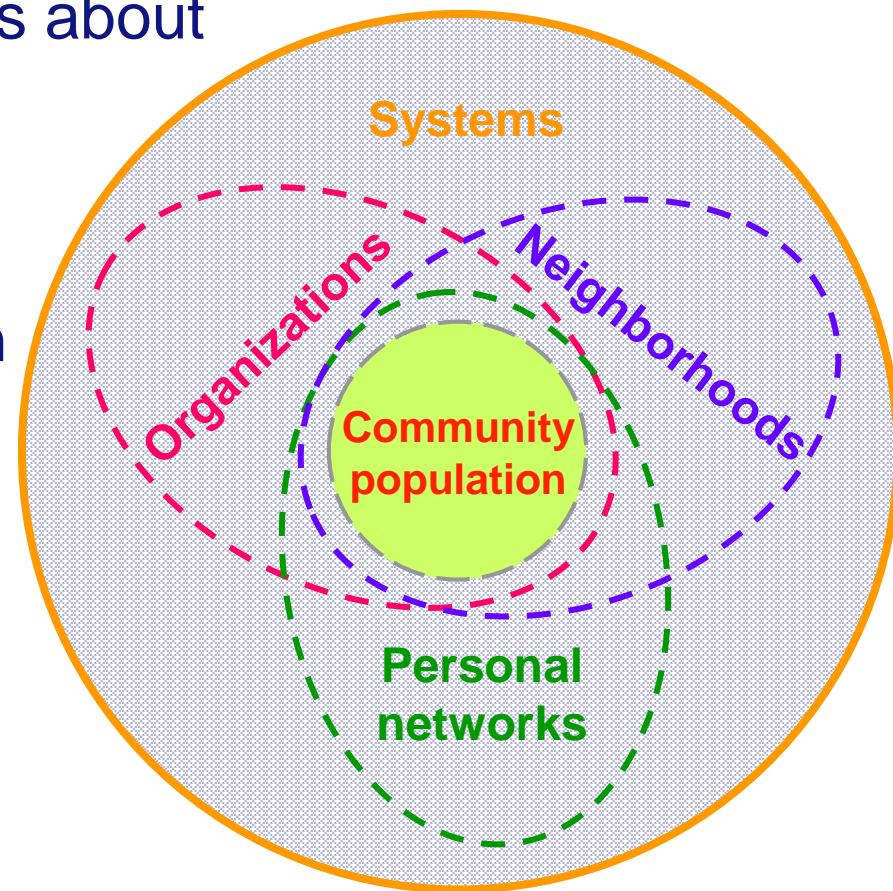 s about
Systems
Organizations
Neighborhoods
n
Community
population
Personal
networks